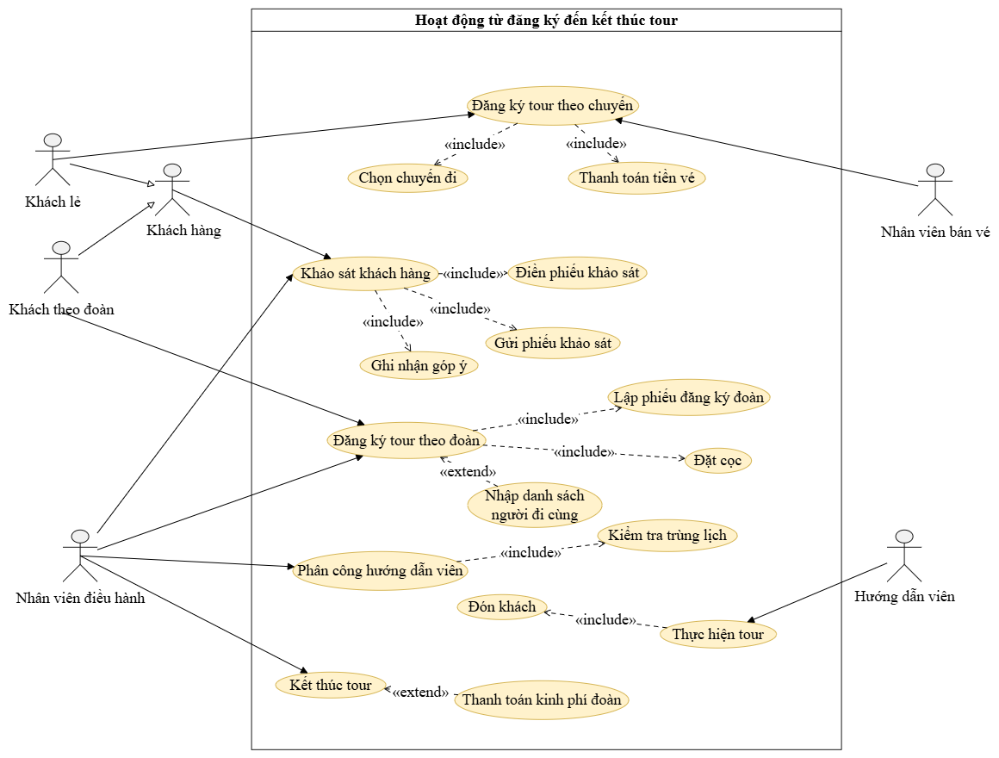 Hoạt động từ đăng ký đến kết thúc tour
Đăng ký tour theo chuyến
«include»
«include»
Chọn chuyến đi
Thanh toán tiền vé
Khách lẻ
Khách hàng
Nhân viên bán vé
Khách theo đoàn
Khảo sát khách hàng
«include»
Điền phiếu khảo sát
«include»
«include»
Gửi phiếu khảo sát
Ghi nhận góp ý
Lập phiếu đăng ký đoàn
«include»
Đăng ký tour theo đoàn
«include»
Đặt cọc
«extend»
Nhập danh sách
người đi cùng
Kiểm tra trùng lịch
«include»
Phân công hướng dẫn viên
Nhân viên điều hành
Hướng dẫn viên
Đón khách
«include»
Thực hiện tour
Kết thúc tour
«extend»
Thanh toán kinh phí đoàn